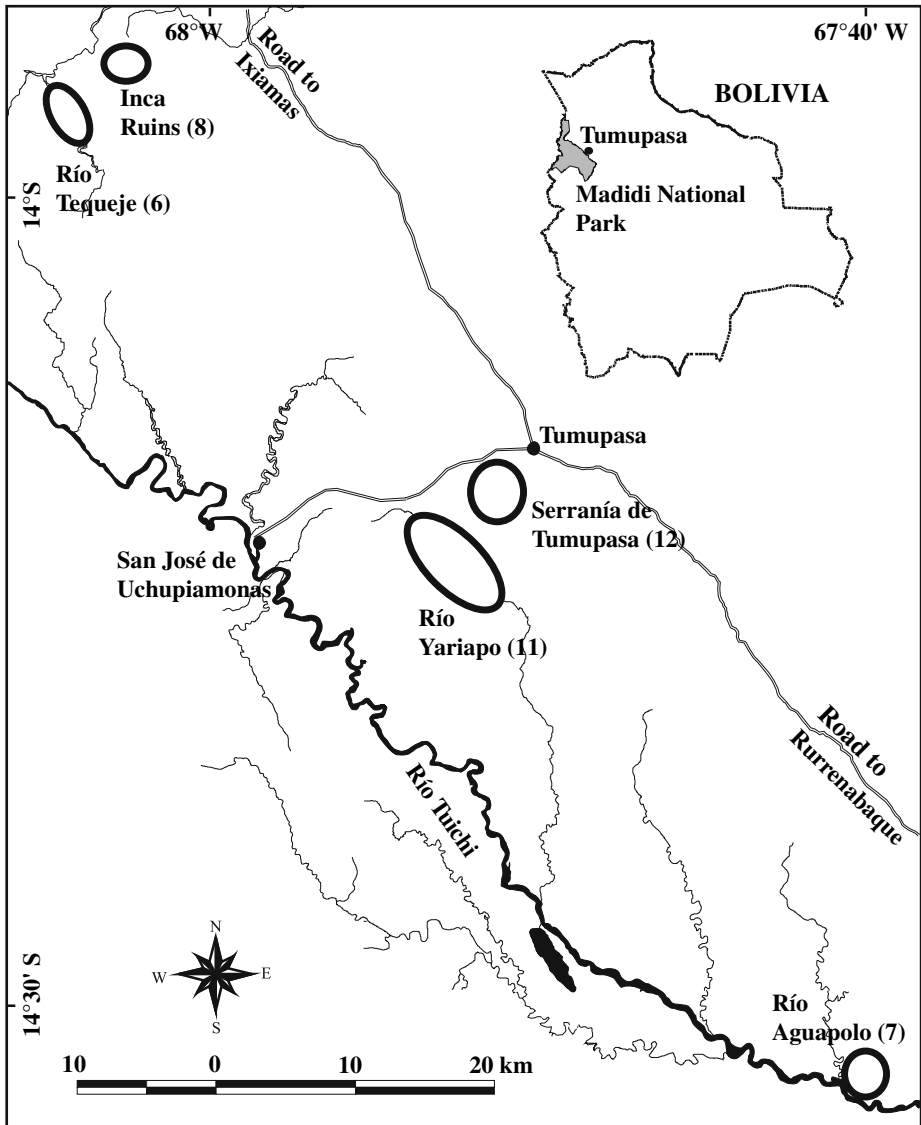 68°W
67°40' W
Road to
Ixiamas
Inca
Ruins (8)
Río
Tequeje (6)
BOLIVIA
Tumupasa
Madidi National
Park
14°S
Tumupasa
Serranía de
Tumupasa (12)
San José de
Uchupiamonas
Río
Yariapo (11)
Road to
Rurrenabaque
Río Tuichi
N
W
E
S
14°30' S
Río
Aguapolo (7)
10
0
10
20 km